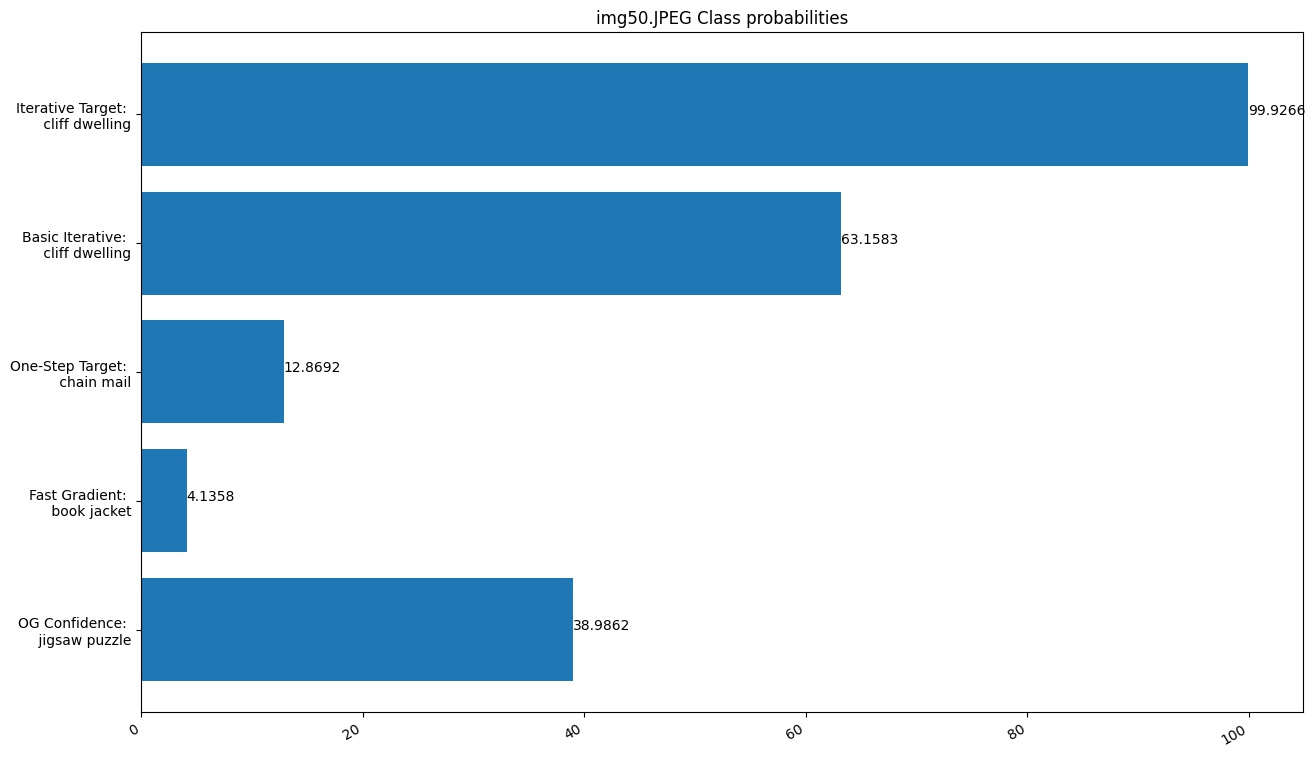 img50.JPEG Class probabilities
Iterative Target:
cliff dwelling
99.9266
Basic Iterative:
cliff dwelling
63.1583
One-Step Target:
chain mail
12.8692
Fast Gradient:
book jacket
4.1358
OG Confidence:
jigsaw puzzle
38.9862
0
20
40
60
80
100